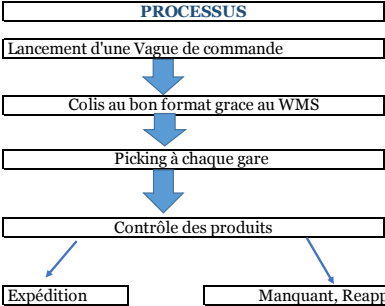 PROCESSUS
Lancement d'une Vague de commande
Colis au bon format grace au WMS
Picking à chaque gare
Contrôle des produits
Expédition
Manquant, Reapp